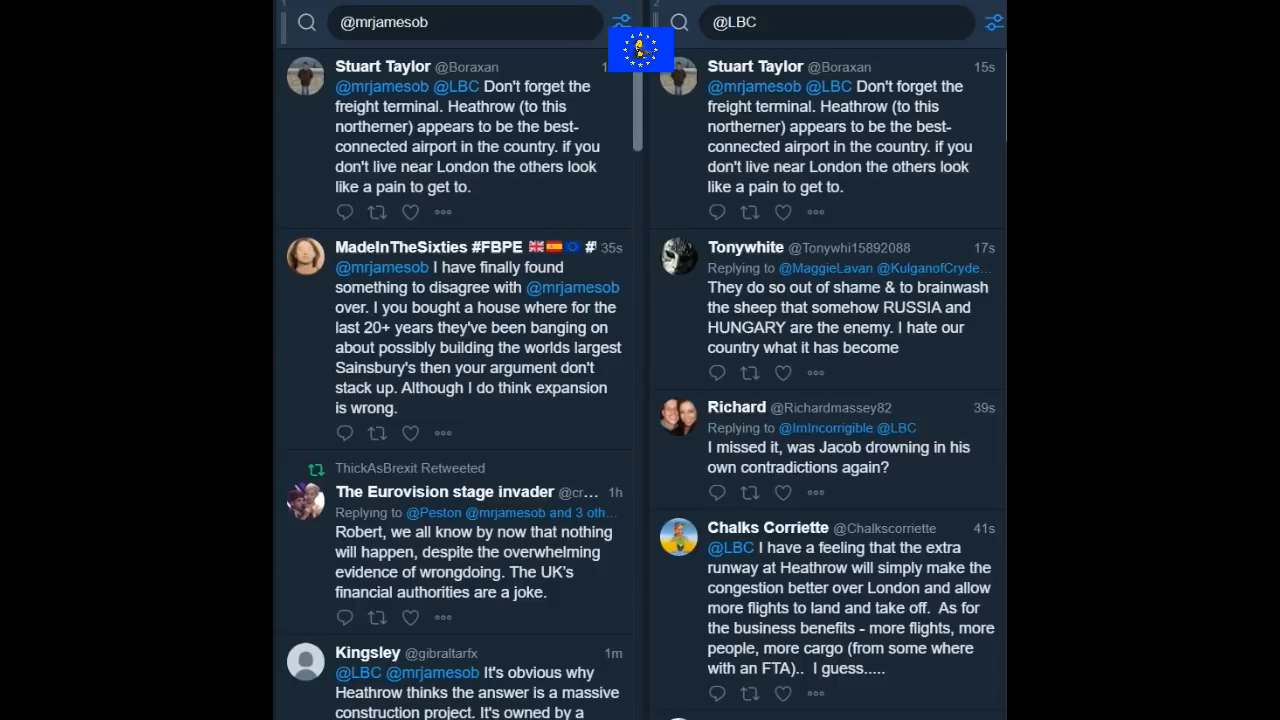 1
@mrjamesob
Stuart Taylor @Boraxan
@mrjamesob @LBC Don't forget the
freight terminal. Heathrow (to this
northerner) appears to be the best-
connected airport in the country. if you
don't live near London the others look
like a pain to get to.
MadeInTheSixties #FBPE 🇬🇧🇪🇸🇪🇺 #! 35s
@mrjamesob I have finally found
something to disagree with @mrjamesob
over. I you bought a house where for the
last 20+ years they've been banging on
about possibly building the worlds largest
Sainsbury's then your argument don't
stack up. Although I do think expansion
is wrong.
ThickAsBrexit Retweeted
The Eurovision stage invader @cr... 1h
Replying to @Peston @mrjamesob and 3 oth...
Robert, we all know by now that nothing
will happen, despite the overwhelming
evidence of wrongdoing. The UK's
financial authorities are a joke.
Kingsley @gibraltarfx 1m
@LBC @mrjamesob It's obvious why
Heathrow thinks the answer is a massive
construction project. It's owned by a
2
@LBC
Stuart Taylor @Boraxan 15s
@mrjamesob @LBC Don't forget the
freight terminal. Heathrow (to this
northerner) appears to be the best-
connected airport in the country. if you
don't live near London the others look
like a pain to get to.
Tonywhite @Tonywhi15892088 17s
Replying to @MaggieLavan @KulganofCryde...
They do so out of shame & to brainwash
the sheep that somehow RUSSIA and
HUNGARY are the enemy. I hate our
country what it has become
Richard @Richardmassey82 39s
Replying to @ImIncorrigible @LBC
I missed it, was Jacob drowning in his
own contradictions again?
Chalks Corriette @Chalkscorriette 41s
@LBC I have a feeling that the extra
runway at Heathrow will simply make the
congestion better over London and allow
more flights to land and take off. As for
the business benefits - more flights, more
people, more cargo (from some where
with an FTA).. I guess.....